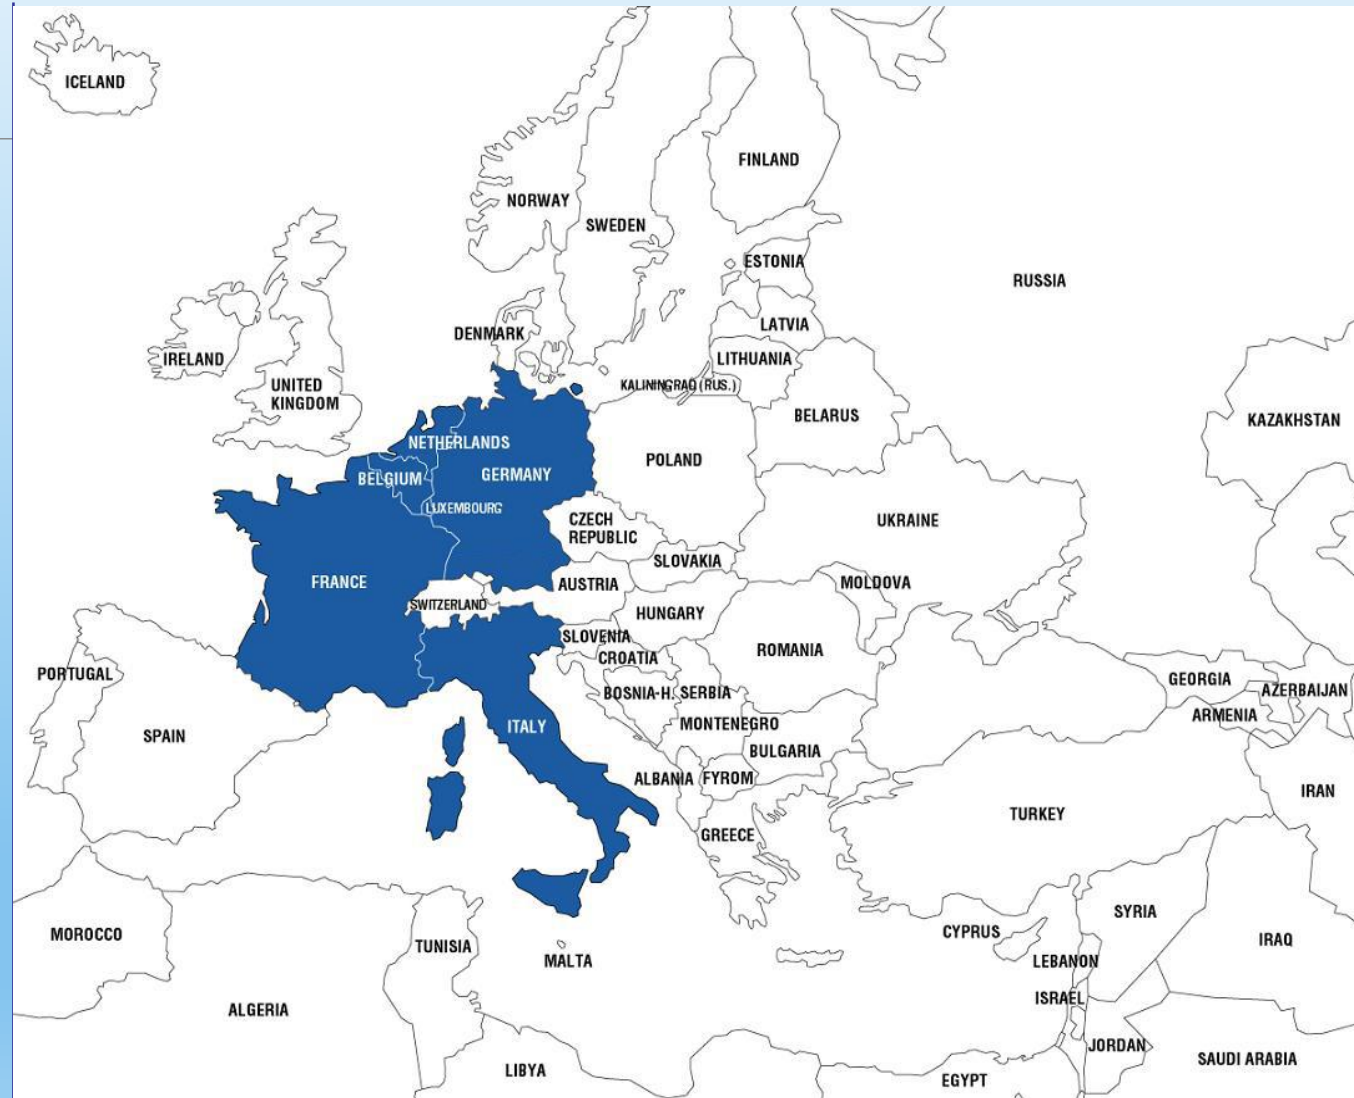 ICELAND
FINLAND
NORWAY
SWEDEN
ESTONIA
RUSSIA
LATVIA
DENMARK
IRELAND
LITHUANIA
UNITED
KINGDOM
KALININGRAD (RUS.)
BELARUS
KAZAKHSTAN
NETHERLANDS
POLAND
BELGIUM
GERMANY
LUXEMBOURG
CZECH
REPUBLIC
UKRAINE
SLOVAKIA
FRANCE
AUSTRIA
MOLDOVA
SWITZERLAND
HUNGARY
SLOVENIA
CROATIA
ROMANIA
PORTUGAL
BOSNIA-H.
SERBIA
GEORGIA
AZERBAIJAN
ARMENIA
SPAIN
ITALY
MONTENEGRO
BULGARIA
ALBANIA
FYROM
IRAN
TURKEY
GREECE
SYRIA
MOROCCO
TUNISIA
CYPRUS
IRAQ
MALTA
LEBANON
ISRAEL
ALGERIA
JORDAN
SAUDI ARABIA
LIBYA
EGYPT